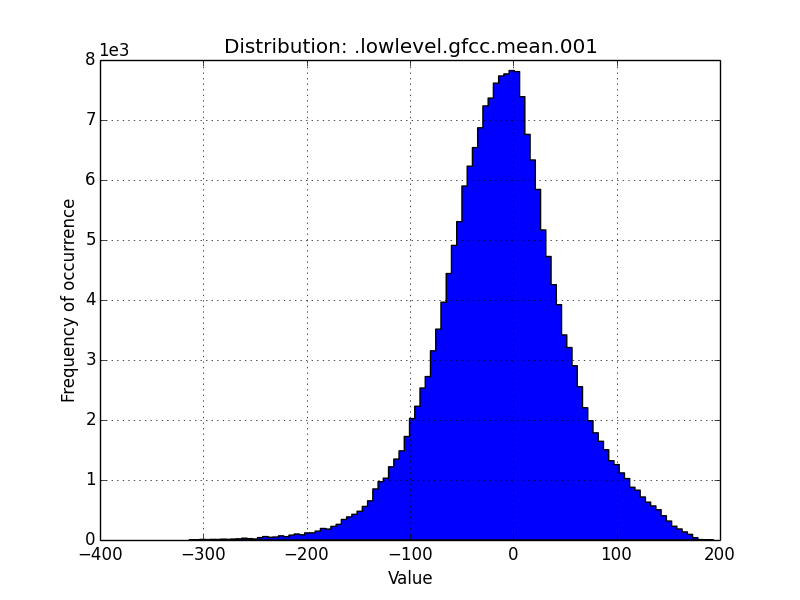 Distribution: .lowlevel.gfcc.mean.001
1e3
8
7
6
5
4
3
2
1
0
Frequency of occurrence
−400 −300 −200 −100 0 100 200
Value